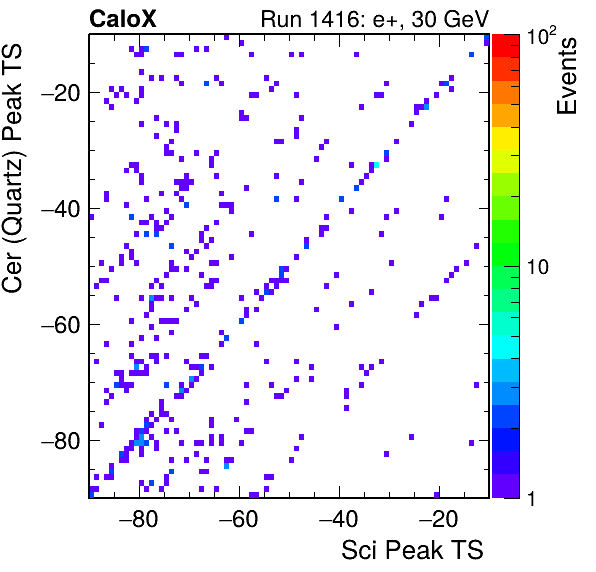 CaloX Run 1416: e+, 30 GeV
Cer (Quartz) Peak TS
−20
−40
−60
−80
−80 −60 −40 −20
Sci Peak TS
10²
10
1
Events